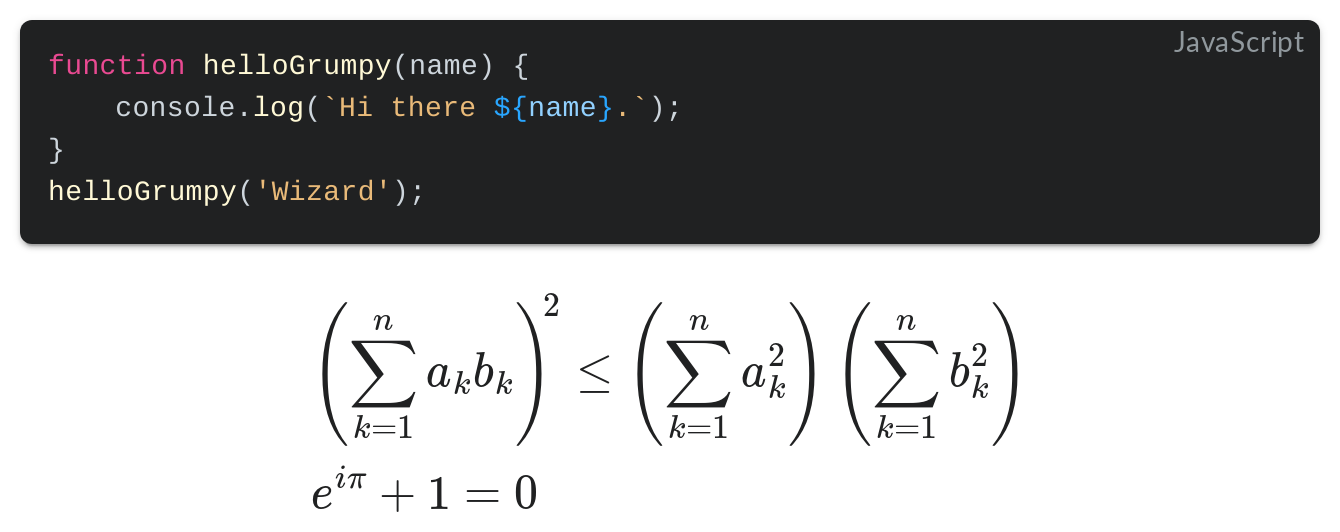 JavaScript
function helloGrumpy(name) {
    console.log(`Hi there ${name}.`);
}
helloGrumpy('Wizard');
\left( \sum_{k=1}^{n} a_k b_k \right)^2 \leq \left( \sum_{k=1}^{n} a_k^2 \right) \left( \sum_{k=1}^{n} b_k^2 \right)
e^{i\pi} + 1 = 0